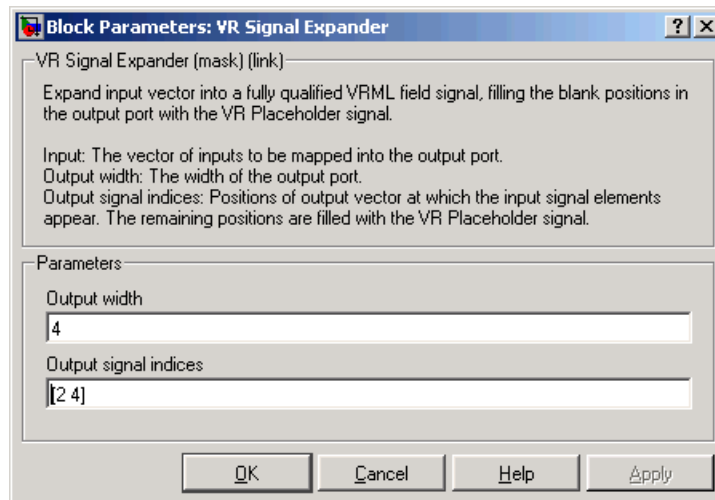 Block Parameters: VR Signal Expander
VR Signal Expander (mask) (link)
Expand input vector into a fully qualified VRML field signal, filling the blank positions in
the output port with the VR Placeholder signal.
Input: The vector of inputs to be mapped into the output port.
Output width: The width of the output port.
Output signal indices: Positions of output vector at which the input signal elements
appear. The remaining positions are filled with the VR Placeholder signal.
Parameters
Output width
4
Output signal indices
[2 4]
OK Cancel Help Apply